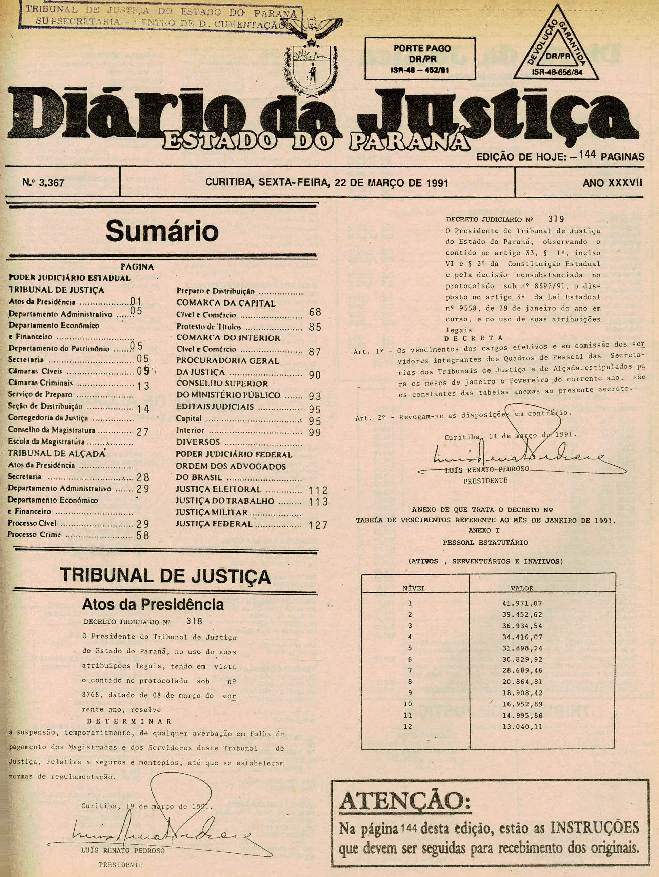 TRIBUNAL DE JUSTIÇA DO ESTADO DO PARANÁ
SUBSECRETARIA - CENTRO DE DOCUMENTAÇÃO
PORTE PAGO
DR/PR
ISR-48 - 452/81
DEVOLUÇÃO GARANTIDA
DR/PR
ISR-48-656/84
Diário da Justiça
ESTADO DO PARANÁ
EDIÇÃO DE HOJE: - 144 PAGINAS
N.º 3,367
CURITIBA, SEXTA-FEIRA, 22 DE MARÇO DE 1991
ANO XXXVII
Sumário
PAGINA
PODER JUDICIÁRIO ESTADUAL
TRIBUNAL DE JUSTIÇA
Atos da Presidência .............. 01
Departamento Administrativo ...... 05
Departamento Econômico
e Financeiro ....................
Departamento do Patrimônio ... 05
Secretaria ............... 05
Câmaras Cíveis ............. 05
Câmaras Criminais ............ 13
Serviço de Preparo ..............
Seção de Distribuição ............ 14
Corregedoria da Justiça ............
Conselho da Magistratura ....... 27
Escola da Magistratura ............
TRIBUNAL DE ALÇADA
Atos da Presidência ...............
Secretaria ................... 28
Departamento Administrativo ...... 29
Departamento Econômico
e Financeiro ....................
Processo Cível ................ 29
Processo Crime ............... 58
Preparo e Distribuição ............
COMARCA DA CAPITAL
Cível e Comércio ................ 68
Protesto de Títulos ............. 85
COMARCA DO INTERIOR
Cível e Comércio ................ 87
PROCURADORIA GERAL
DA JUSTIÇA .................... 90
CONSELHO SUPERIOR
DO MINISTÉRIO PÚBLICO ........ 93
EDITAIS JUDICIAIS ............ 95
Capital ........................ 95
Interior ........................ 99
DIVERSOS ....................
PODER JUDICIÁRIO FEDERAL
ORDEM DOS ADVOGADOS
DO BRASIL ....................
JUSTIÇA ELEITORAL .......... 112
JUSTIÇA DO TRABALHO ....... 113
JUSTIÇA MILITAR ..............
JUSTIÇA FEDERAL ............ 127
TRIBUNAL DE JUSTIÇA
Atos da Presidência
DECRETO JUDICIÁRIO Nº 318
O Presidente do Tribunal de Justiça
do Estado do Paraná, no uso de suas
atribuições legais, tendo em vista
o contido no protocolado sob nº
8768, datado de 08 de março do cor
rente ano, resolve
D E T E R M I N A R
a suspensão, temporariamente, de qualquer averbação em folha de
pagamento dos Magistrados e dos Servidores deste Tribunal de
Justiça, relativa a seguros e montepios, até que se estabeleçam
normas de regulamentação.
Curitiba, 19 de março de 1991.
LUÍS RENATO PEDROSO
PRESIDENTE
DECRETO JUDICIÁRIO Nº 319
O Presidente do Tribunal de Justiça
do Estado do Paraná, observando o
contido no artigo 33, § 1º, inciso
VI e § 2º da Constituição Estadual
e pela decisão consubstanciada no
protocolado sob nº 8597/91, o dis-
posto no artigo 4º da Lei Estadual
nº 9568, de 28 de janeiro do ano em
curso, e no uso de suas atribuições
legais
D E C R E T A
Art. 1º - Os vencimentos dos cargos efetivos e em comissão dos ser
vidores integrantes dos Quadros de Pessoal das Secreta-
rias dos Tribunais de Justiça e de Alçada, estipulados pa
ra os meses de janeiro e fevereiro do corrente ano, são
os constantes das tabelas anexas ao presente decreto.
Art. 2º - Revogam-se as disposições em contrário.
Curitiba, 14 de março de 1991.
LUÍS RENATO PEDROSO
PRESIDENTE
ANEXO DE QUE TRATA O DECRETO Nº
TABELA DE VENCIMENTOS REFERENTE AO MÊS DE JANEIRO DE 1991.
ANEXO I
PESSOAL ESTATUTÁRIO
(ATIVOS , SERVENTUÁRIOS E INATIVOS)
NÍVEL VALOR
1 41.971,07
2 39.452,62
3 36.934,54
4 34.416,07
5 31.898,24
6 30.829,92
7 28.689,46
8 20.864,81
9 18.908,42
10 16.952,89
11 14.995,86
12 13.040,11
ATENÇÃO:
Na página 144 desta edição, estão as INSTRUÇÕES
que devem ser seguidas para recebimento dos originais.